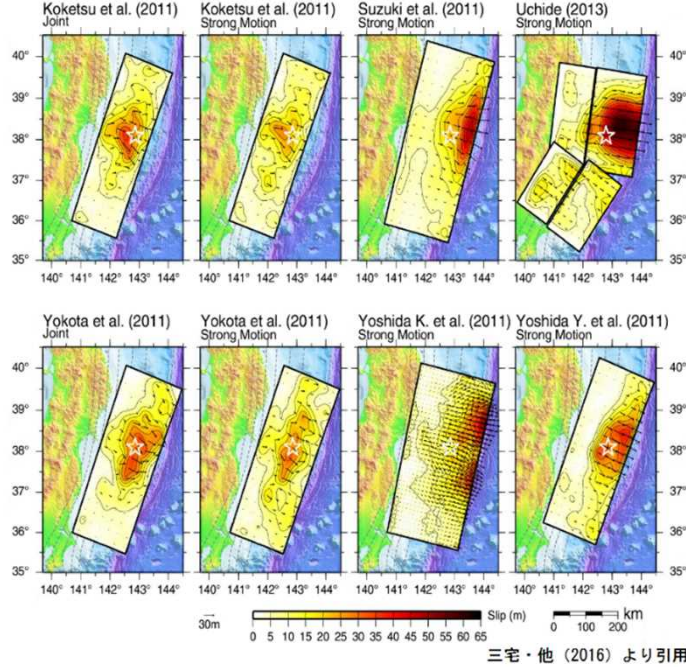 Koketsu et al. (2011)
Joint
Koketsu et al. (2011)
Strong Motion
Suzuki et al. (2011)
Strong Motion
Uchide (2013)
Strong Motion
40°
39°
38°
37°
36°
35°
140° 141° 142° 143° 144°
140° 141° 142° 143° 144°
140° 141° 142° 143° 144°
140° 141° 142° 143° 144°
Yokota et al. (2011)
Joint
Yokota et al. (2011)
Strong Motion
Yoshida K. et al. (2011)
Strong Motion
Yoshida Y. et al. (2011)
Strong Motion
40°
39°
38°
37°
36°
35°
140° 141° 142° 143° 144°
140° 141° 142° 143° 144°
140° 141° 142° 143° 144°
140° 141° 142° 143° 144°
30m
Slip (m)
0 5 10 15 20 25 30 35 40 45 50 55 60 65
km
0 100 200
三宅・他（2016）より引用